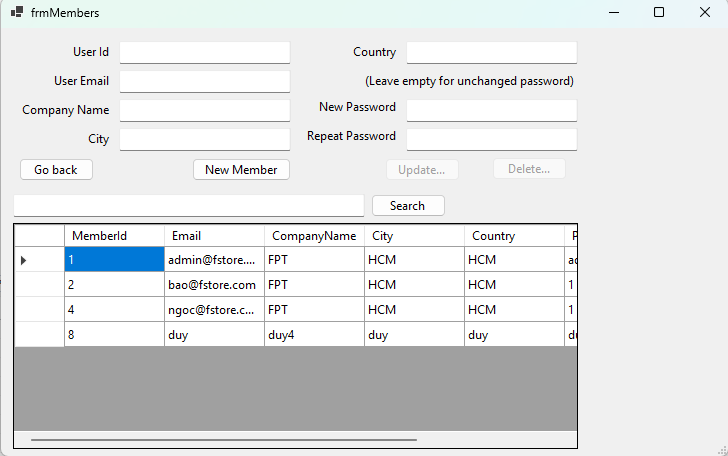 frmMembers
User Id
Country
User Email
(Leave empty for unchanged password)
Company Name
New Password
City
Repeat Password
Go back
New Member
Update...
Delete...
Search
MemberId Email CompanyName City Country P
1 admin@fstore.... FPT HCM HCM
2 bao@fstore.com FPT HCM HCM 1
4 ngoc@fstore.c... FPT HCM HCM 1
8 duy duy4 duy duy